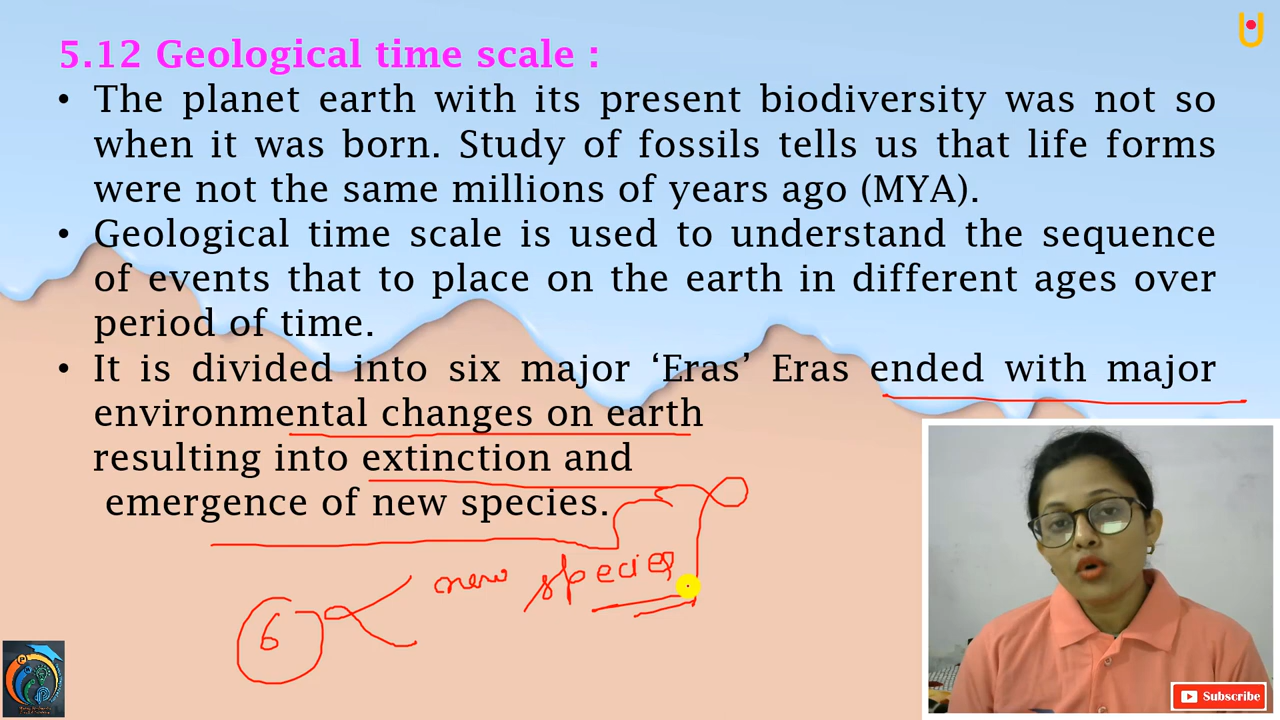 5.12 Geological time scale :
• The planet earth with its present biodiversity was not so
when it was born. Study of fossils tells us that life forms
were not the same millions of years ago (MYA).
• Geological time scale is used to understand the sequence
of events that to place on the earth in different ages over
period of time.
• It is divided into six major ‘Eras’ Eras ended with major
environmental changes on earth
resulting into extinction and
emergence of new species.
new species
6
Subscribe